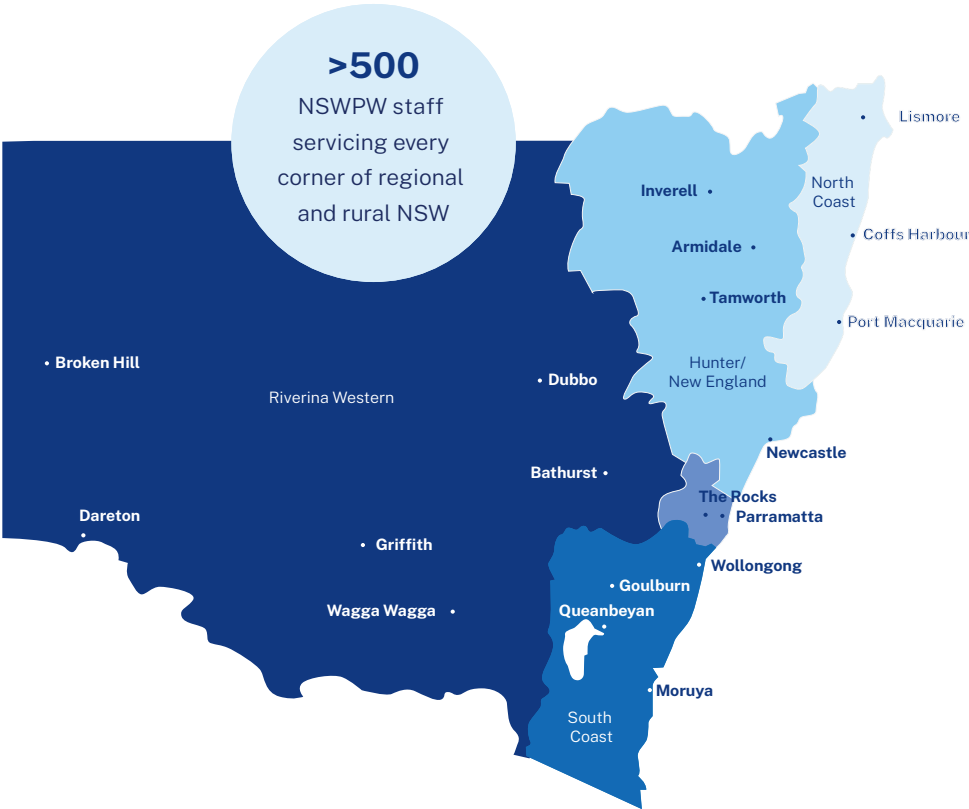 >500
NSWPW staff
servicing every
corner of regional
and rural NSW
Lismore
North
Coast
Inverell
Coffs Harbour
Armidale
Tamworth
Port Macquarie
Broken Hill
Hunter/
New England
Dubbo
Riverina Western
Newcastle
Bathurst
The Rocks
Dareton
Parramatta
Griffith
Wollongong
Goulburn
Wagga Wagga
Queanbeyan
Moruya
South
Coast